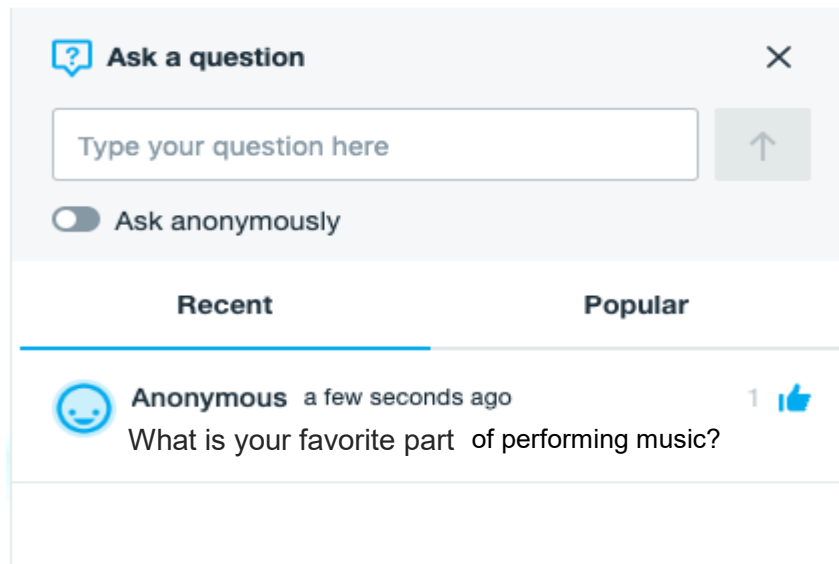 Ask a question
Type your question here
Ask anonymously
Recent Popular
Anonymous a few seconds ago 1
What is your favorite part of performing music?